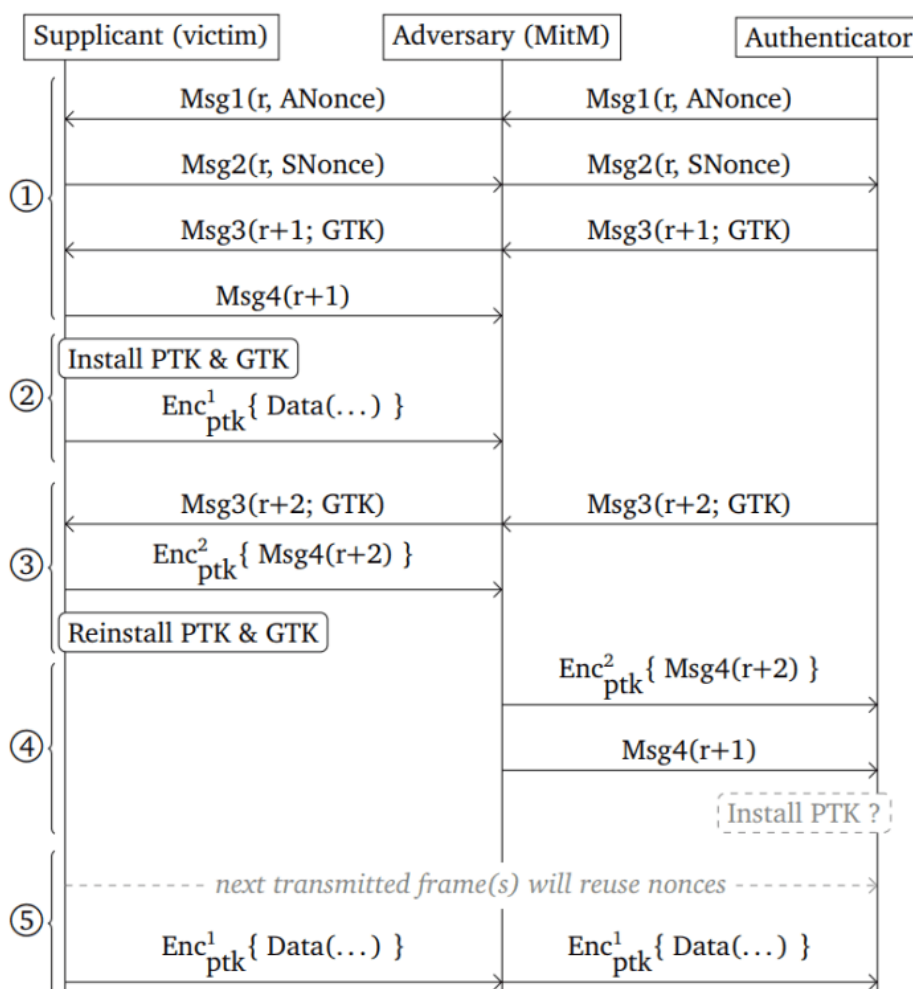 Supplicant (victim) Adversary (MitM) Authenticator
Msg1(r, ANonce) Msg1(r, ANonce)
Msg2(r, SNonce) Msg2(r, SNonce)
①
Msg3(r+1; GTK) Msg3(r+1; GTK)
Msg4(r+1)
Install PTK & GTK
②
Enc¹ptk{ Data(...) }
Msg3(r+2; GTK) Msg3(r+2; GTK)
③
Enc²ptk{ Msg4(r+2) }
Reinstall PTK & GTK
Enc²ptk{ Msg4(r+2) }
④
Msg4(r+1)
Install PTK ?
next transmitted frame(s) will reuse nonces
⑤
Enc¹ptk{ Data(...) } Enc¹ptk{ Data(...) }